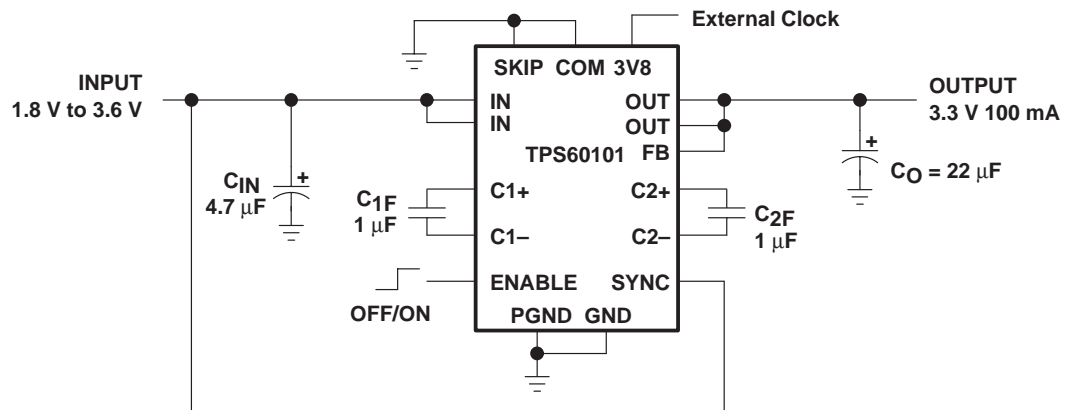 External Clock
SKIP COM 3V8
INPUT
1.8 V to 3.6 V
IN
IN
OUT
OUT
TPS60101 FB
OUTPUT
3.3 V 100 mA
+
CIN
4.7 μF
+
CO = 22 μF
C1F
1 μF
C1+
C1–
C2+
C2–
C2F
1 μF
OFF/ON
ENABLE
SYNC
PGND GND